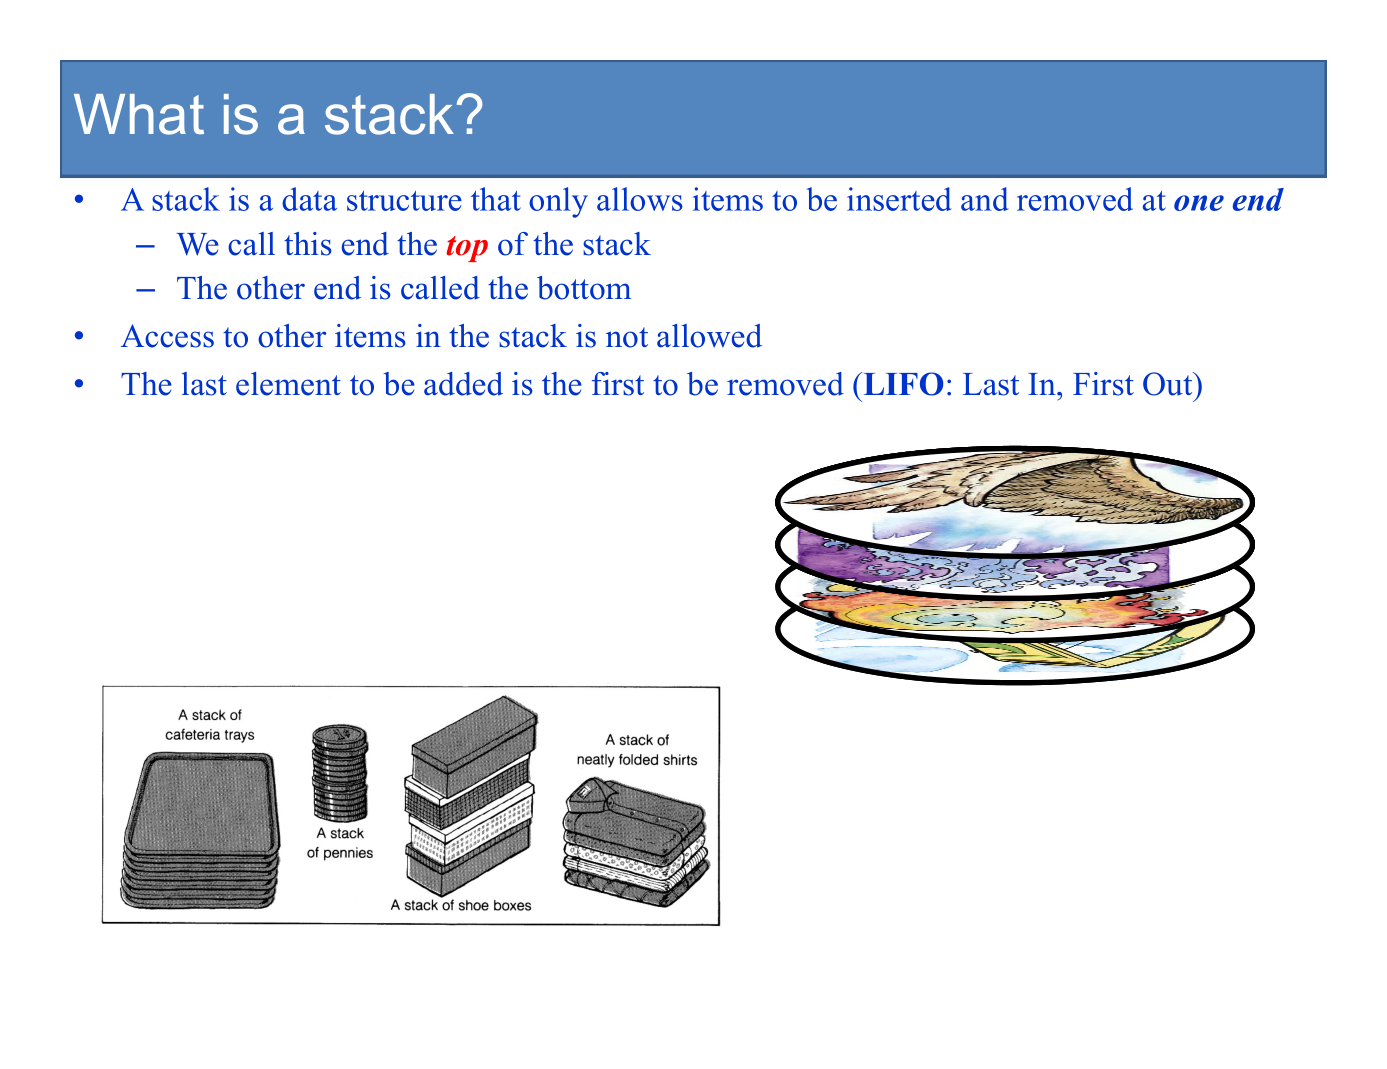 What is a stack?
• A stack is a data structure that only allows items to be inserted and removed at one end
– We call this end the top of the stack
– The other end is called the bottom
• Access to other items in the stack is not allowed
• The last element to be added is the first to be removed (LIFO: Last In, First Out)
A stack of
cafeteria trays
A stack
of pennies
A stack of shoe boxes
A stack of
neatly folded shirts